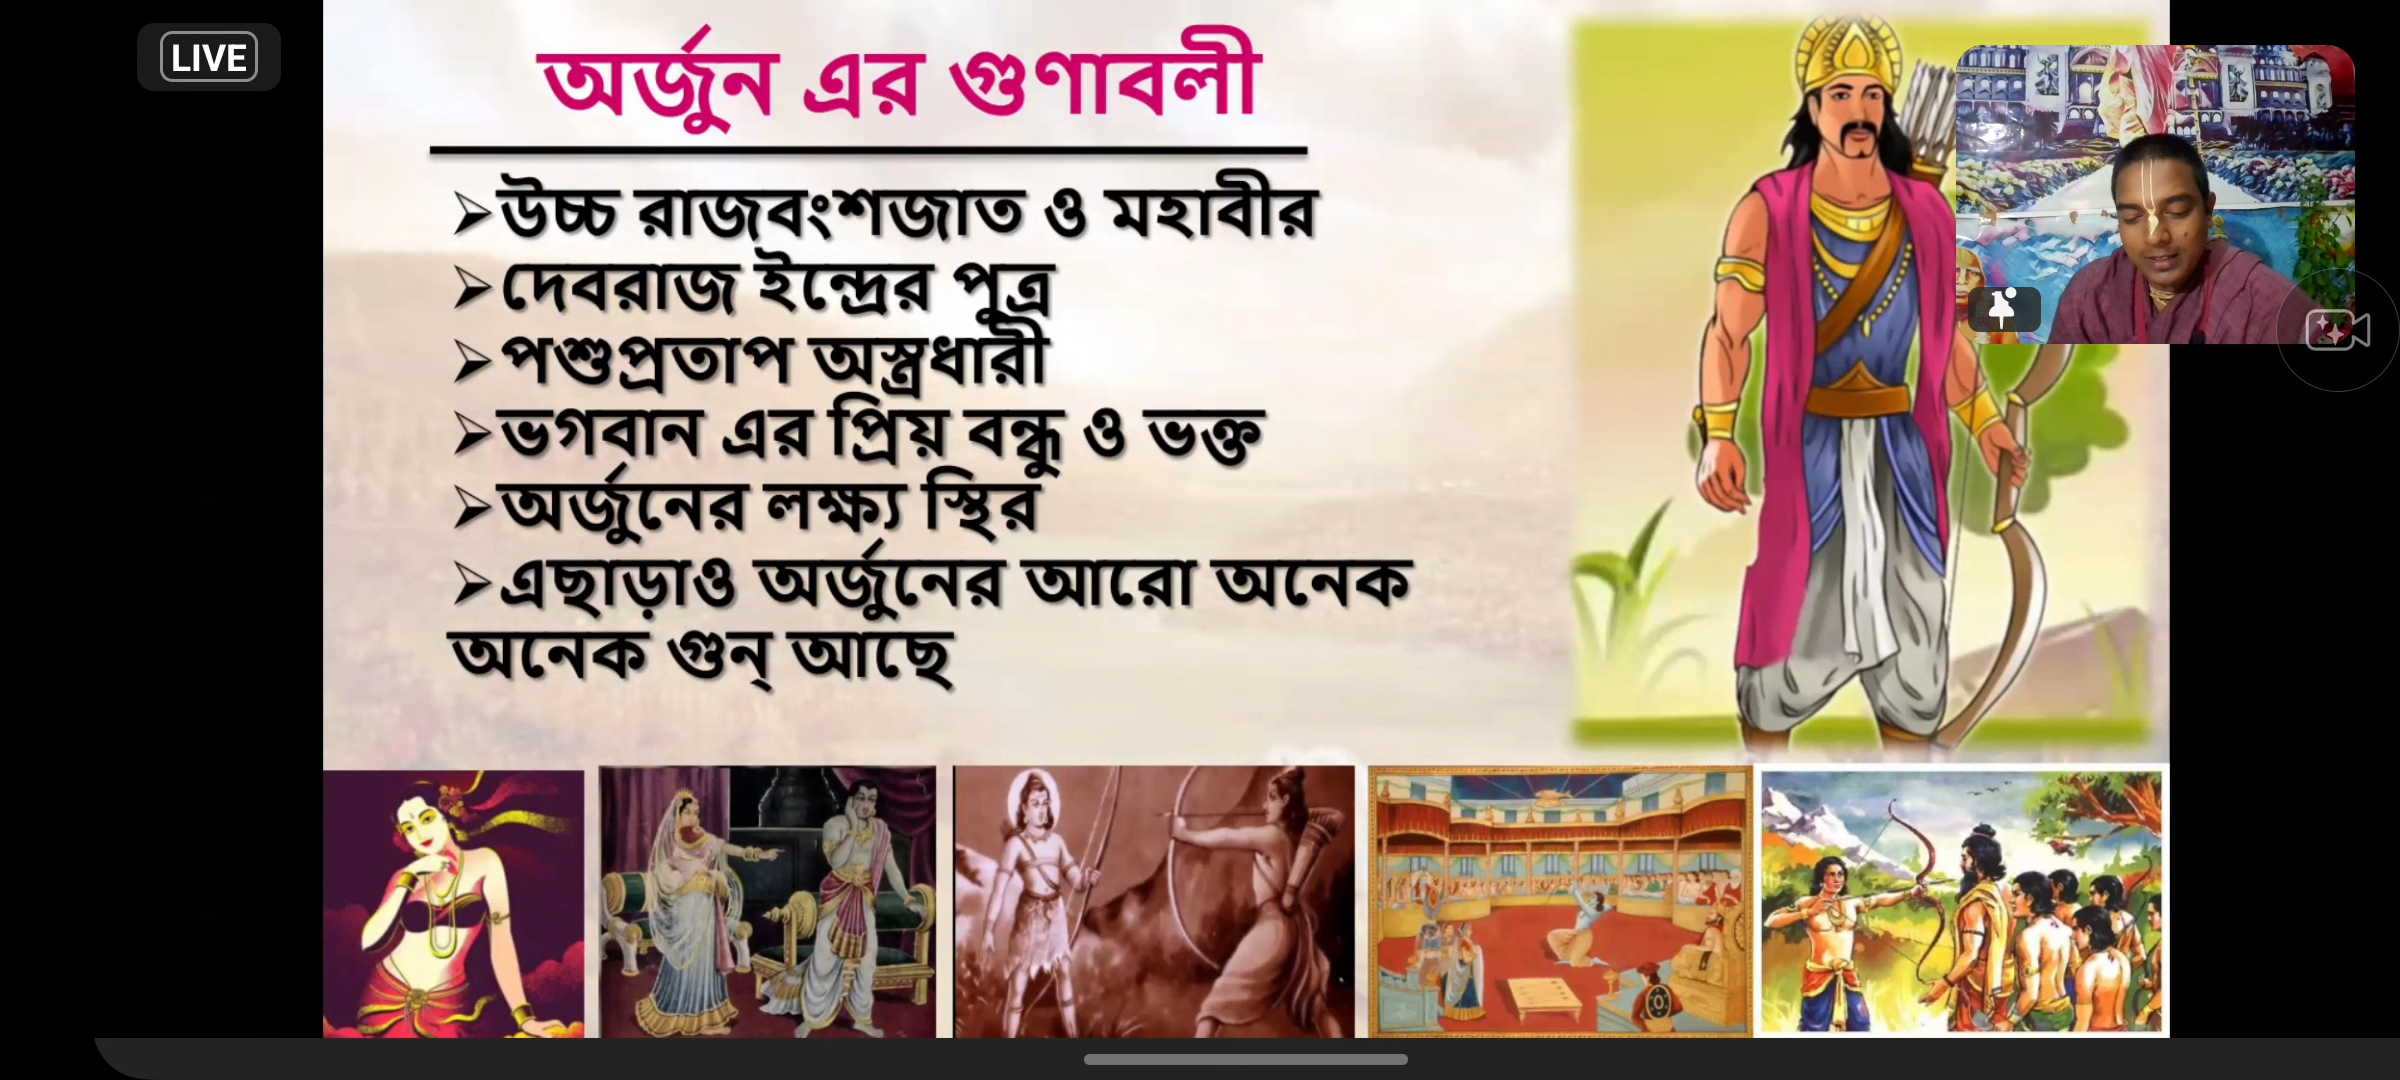 LIVE
অর্জুন এর গুণাবলী
➢উচ্চ রাজবংশজাত ও মহাবীর
➢দেবরাজ ইন্দ্রের পুত্র
➢পশুপ্রতাপ অস্ত্রধারী
➢ভগবান এর প্রিয় বন্ধু ও ভক্ত
➢অর্জুনের লক্ষ্য স্থির
➢এছাড়াও অর্জুনের আরো অনেক
অনেক গুন্ আছে